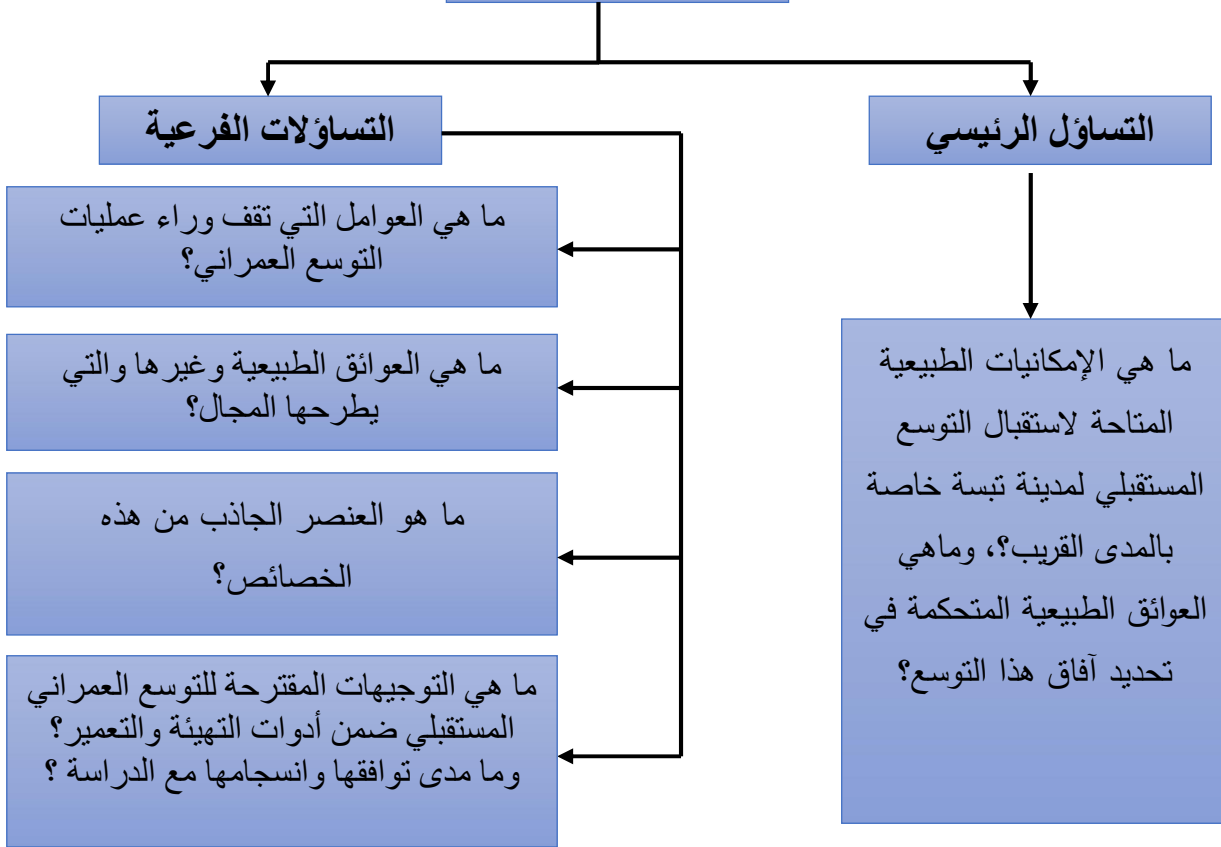 التساؤل الرئيسي
ما هي الإمكانيات الطبيعية
المتاحة لاستقبال التوسع
المستقبلي لمدينة تبسة خاصة
بالمدى القريب؟، وماهي
العوائق الطبيعية المتحكمة في
تحديد آفاق هذا التوسع؟
التساؤلات الفرعية
ما هي العوامل التي تقف وراء عمليات
التوسع العمراني؟
ما هي العوائق الطبيعية وغيرها والتي
يطرحها المجال؟
ما هو العنصر الجاذب من هذه
الخصائص؟
ما هي التوجيهات المقترحة للتوسع العمراني
المستقبلي ضمن أدوات التهيئة والتعمير؟
وما مدى توافقها وانسجامها مع الدراسة ؟